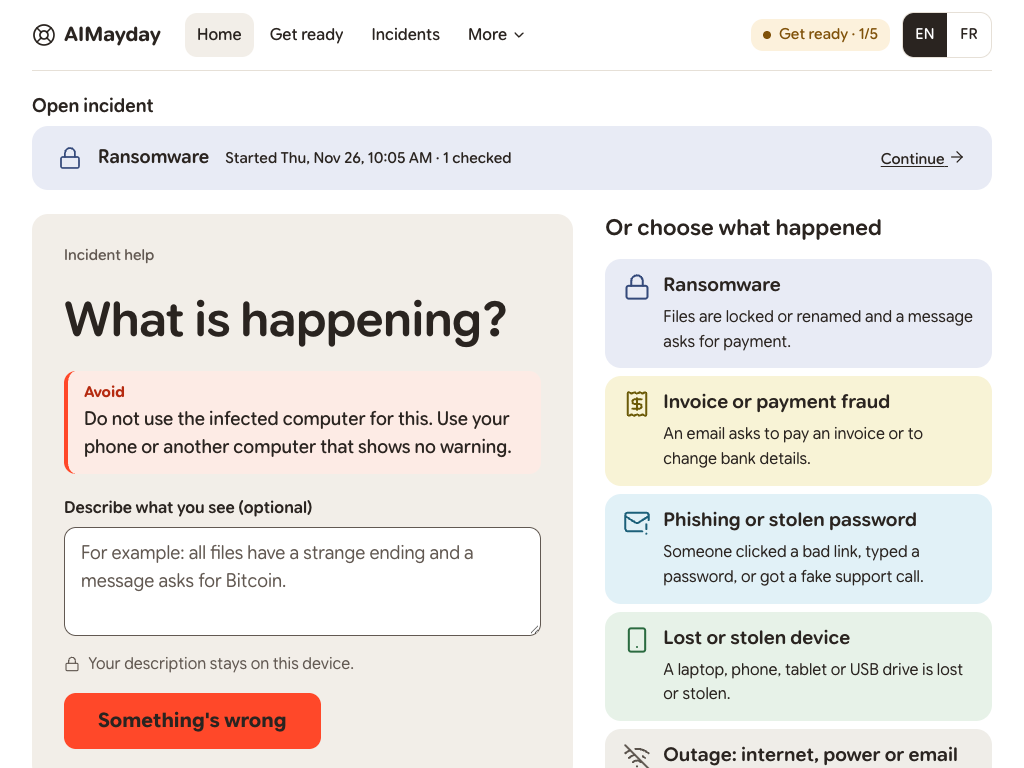 AIMayday
Home
Get ready
Incidents
More
Get ready · 1/5
EN
FR
Open incident
Ransomware
Started Thu, Nov 26, 10:05 AM · 1 checked
Continue
Incident help
What is happening?
Avoid
Do not use the infected computer for this. Use your
phone or another computer that shows no warning.
Describe what you see (optional)
For example: all files have a strange ending and a
message asks for Bitcoin.
Your description stays on this device.
Something's wrong
Or choose what happened
Ransomware
Files are locked or renamed and a message
asks for payment.
Invoice or payment fraud
An email asks to pay an invoice or to
change bank details.
Phishing or stolen password
Someone clicked a bad link, typed a
password, or got a fake support call.
Lost or stolen device
A laptop, phone, tablet or USB drive is lost
or stolen.
Outage: internet, power or email